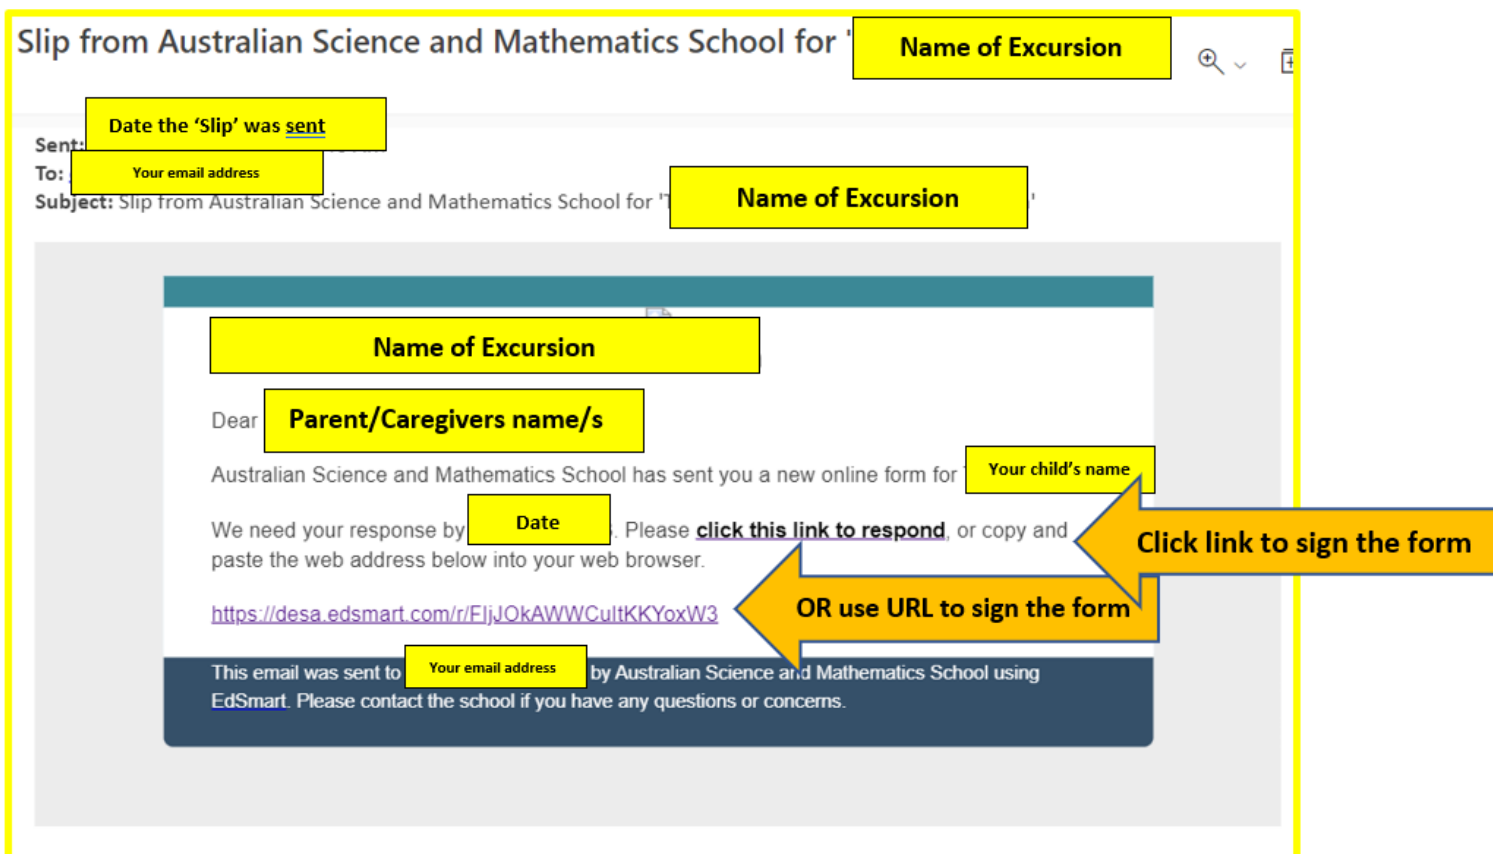 Slip from Australian Science and Mathematics School for ' Name of Excursion
Date the ‘Slip’ was sent
Sent:
To: Your email address
Subject: Slip from Australian Science and Mathematics School for 'T Name of Excursion '
Name of Excursion
Dear Parent/Caregivers name/s
Australian Science and Mathematics School has sent you a new online form for Your child’s name
We need your response by Date . Please click this link to respond, or copy and
paste the web address below into your web browser.
Click link to sign the form
https://desa.edsmart.com/r/FIjJOkAWWCuItKKYoxW3
OR use URL to sign the form
This email was sent to Your email address by Australian Science and Mathematics School using
EdSmart. Please contact the school if you have any questions or concerns.